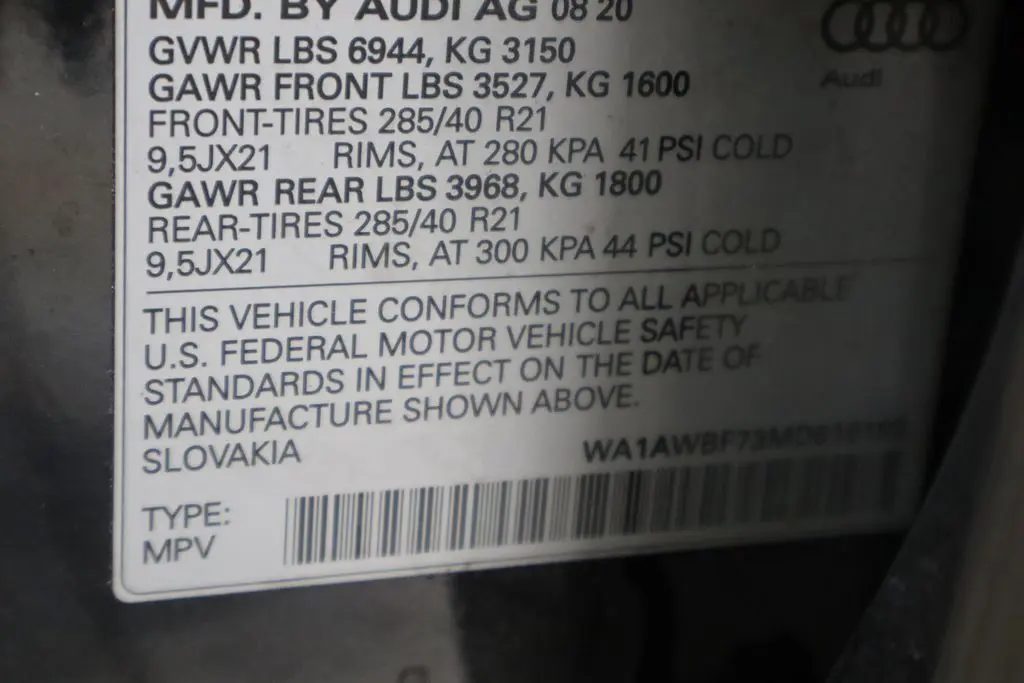 MFD. BY AUDI AG 08 20
Audi
GVWR LBS 6944, KG 3150
GAWR FRONT LBS 3527, KG 1600
FRONT-TIRES 285/40 R21
9,5JX21 RIMS, AT 280 KPA 41 PSI COLD
GAWR REAR LBS 3968, KG 1800
REAR-TIRES 285/40 R21
9,5JX21 RIMS, AT 300 KPA 44 PSI COLD
THIS VEHICLE CONFORMS TO ALL APPLICABLE
U.S. FEDERAL MOTOR VEHICLE SAFETY
STANDARDS IN EFFECT ON THE DATE OF
MANUFACTURE SHOWN ABOVE.
SLOVAKIA
TYPE:
MPV